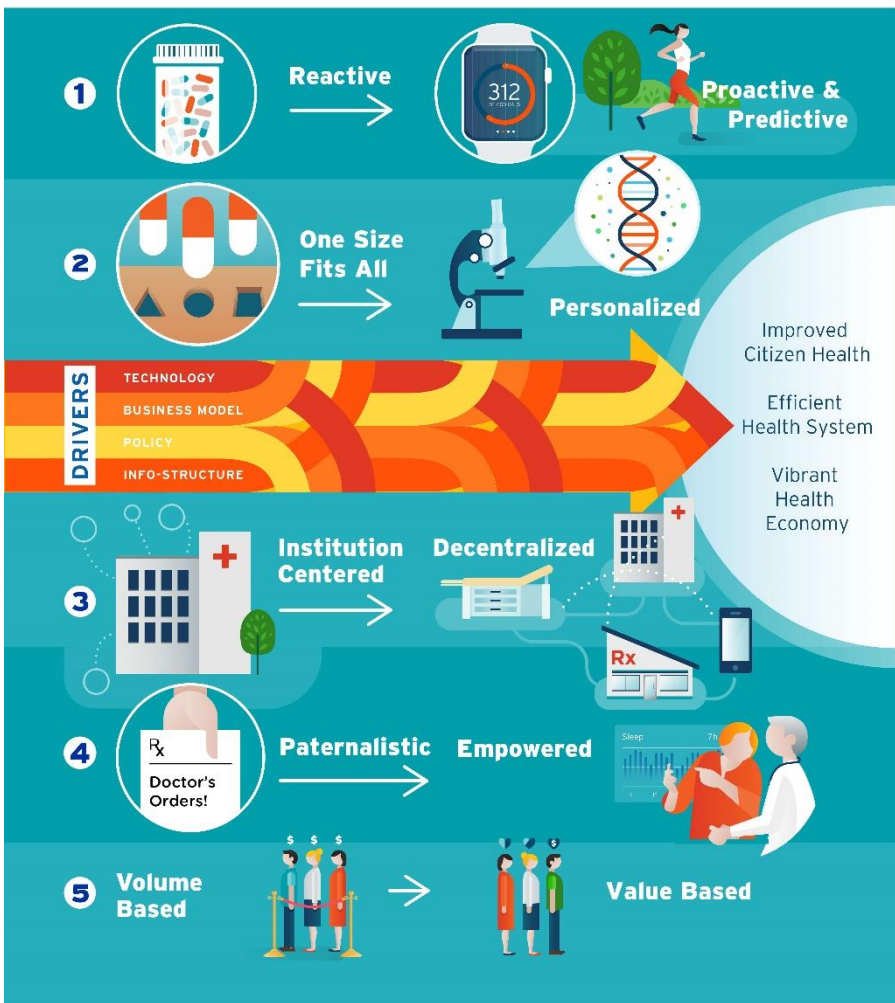 1
Reactive
312
Proactive &
Predictive
2
One Size
Fits All
Personalized
DRIVERS
TECHNOLOGY
BUSINESS MODEL
POLICY
INFO-STRUCTURE
Improved
Citizen Health
Efficient
Health System
Vibrant
Health
Economy
3
Institution
Centered
Decentralized
Rx
4
Rx
Doctor's
Orders!
Paternalistic
Empowered
Sleep
7h
5
Volume
Based
$ $ $
$
Value Based